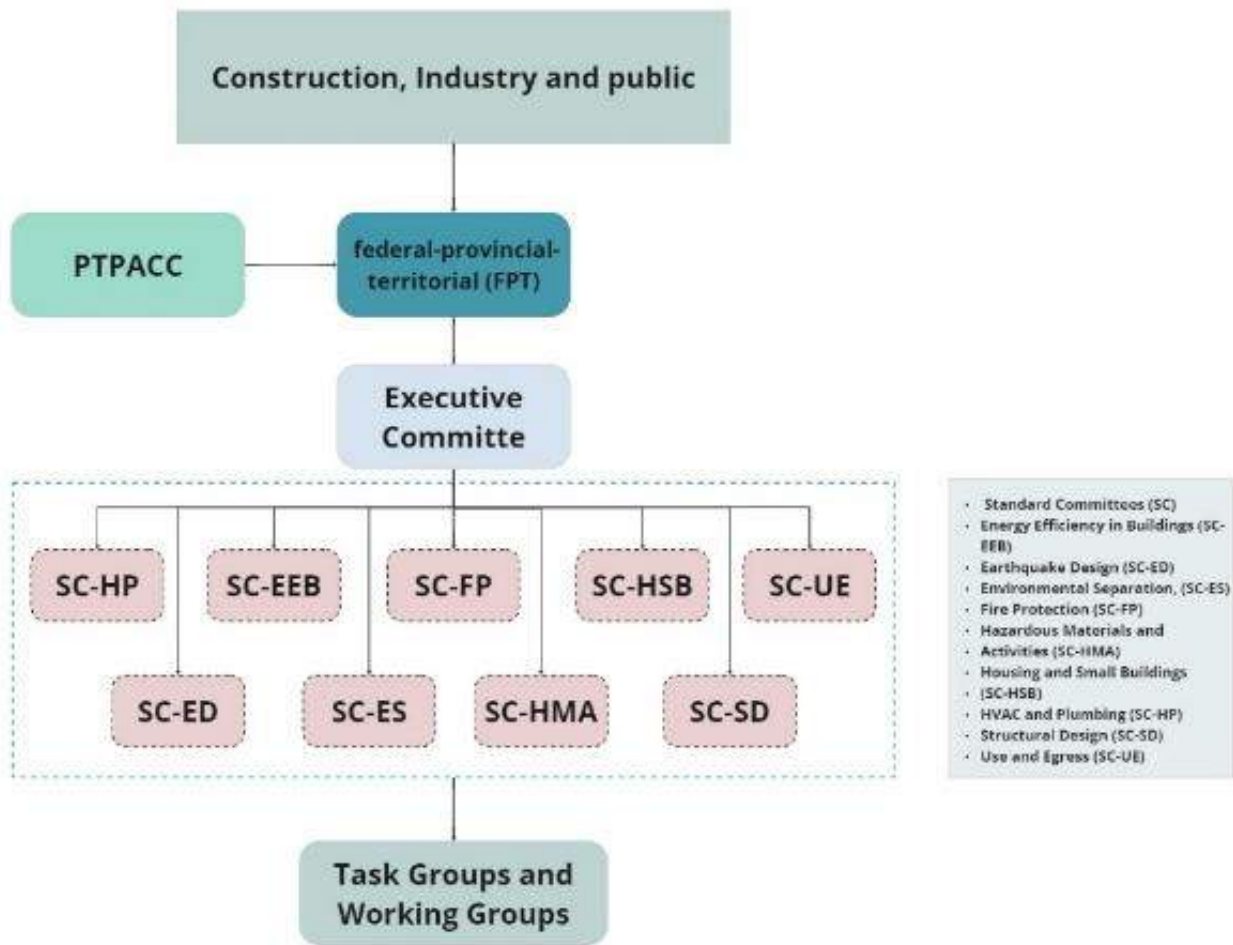 Construction, Industry and public
PTPACC
federal-provincial-
territorial (FPT)
Executive
Committe
SC-HP
SC-EEB
SC-FP
SC-HSB
SC-UE
SC-ED
SC-ES
SC-HMA
SC-SD
Task Groups and
Working Groups
• Standard Committees (SC)
• Energy Efficiency in Buildings (SC-
EEB)
• Earthquake Design (SC-ED)
• Environmental Separation, (SC-ES)
• Fire Protection (SC-FP)
• Hazardous Materials and
• Activities (SC-HMA)
• Housing and Small Buildings
• (SC-HSB)
• HVAC and Plumbing (SC-HP)
• Structural Design (SC-SD)
• Use and Egress (SC-UE)